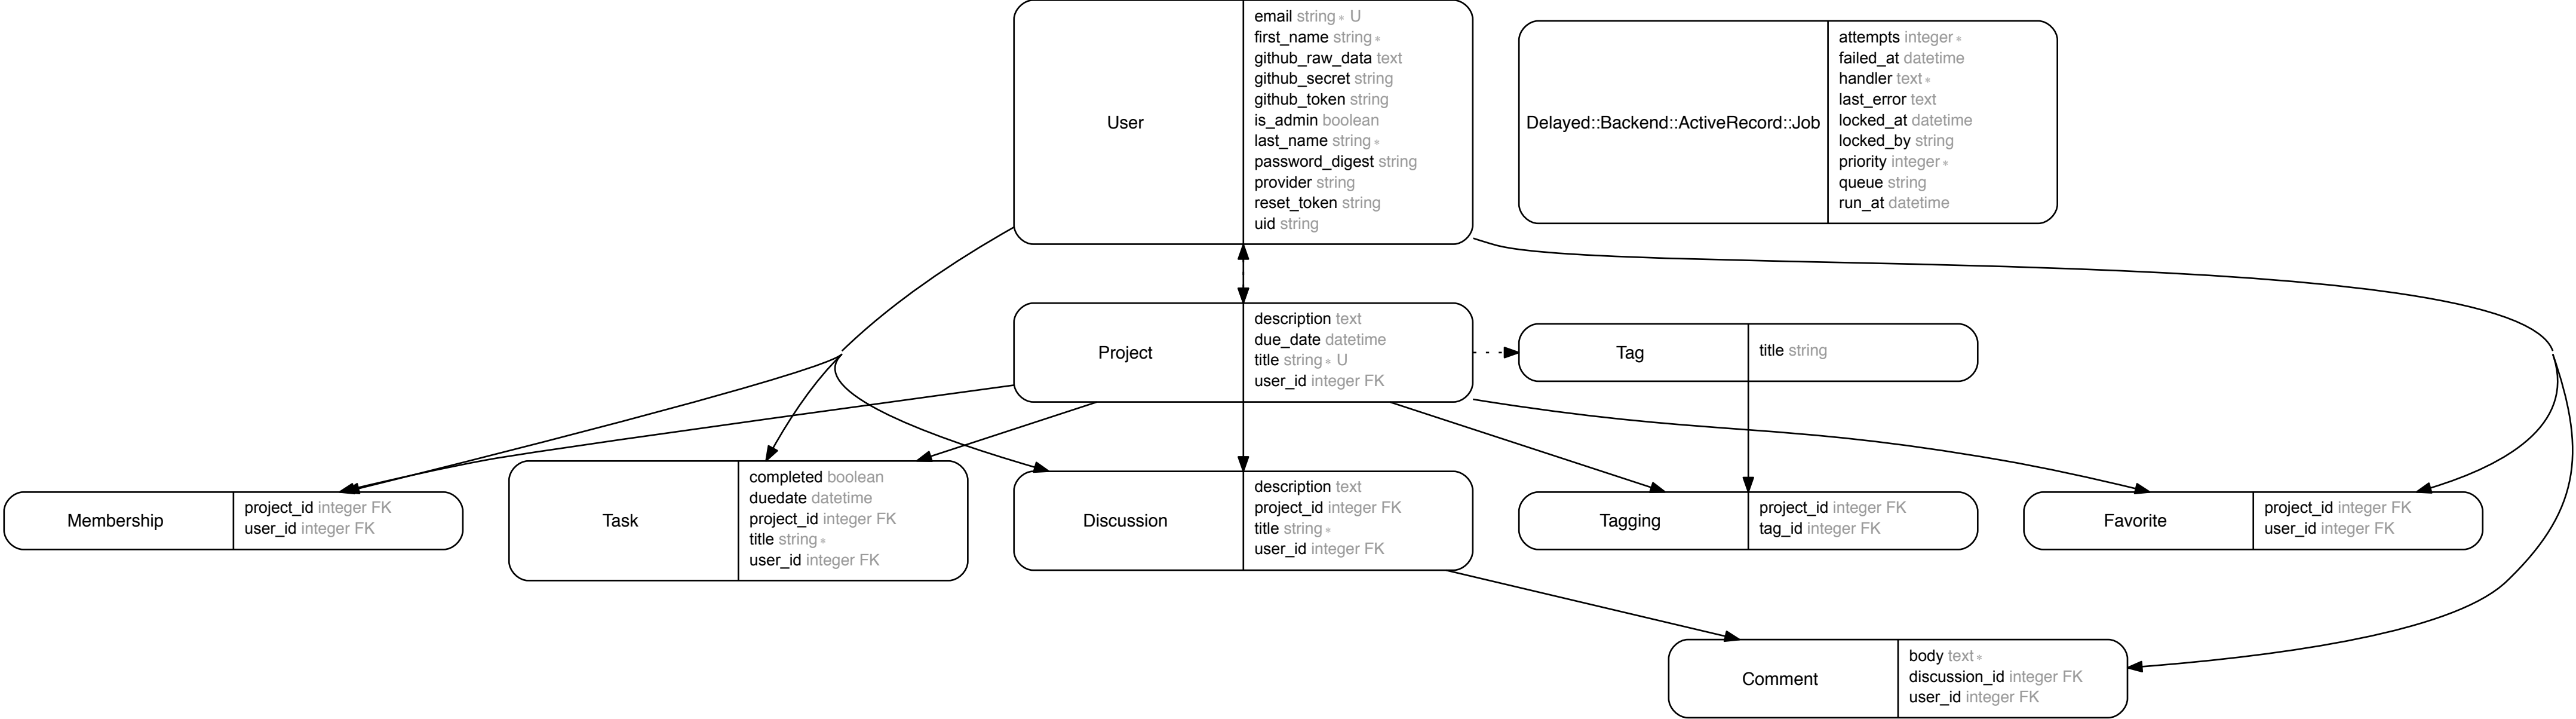 User
email string* U
first_name string*
github_raw_data text
github_secret string
github_token string
is_admin boolean
last_name string*
password_digest string
provider string
reset_token string
uid string
Delayed::Backend::ActiveRecord::Job
attempts integer*
failed_at datetime
handler text*
last_error text
locked_at datetime
locked_by string
priority integer*
queue string
run_at datetime
Project
description text
due_date datetime
title string* U
user_id integer FK
Tag
title string
Membership
project_id integer FK
user_id integer FK
Task
completed boolean
duedate datetime
project_id integer FK
title string*
user_id integer FK
Discussion
description text
project_id integer FK
title string*
user_id integer FK
Tagging
project_id integer FK
tag_id integer FK
Favorite
project_id integer FK
user_id integer FK
Comment
body text*
discussion_id integer FK
user_id integer FK